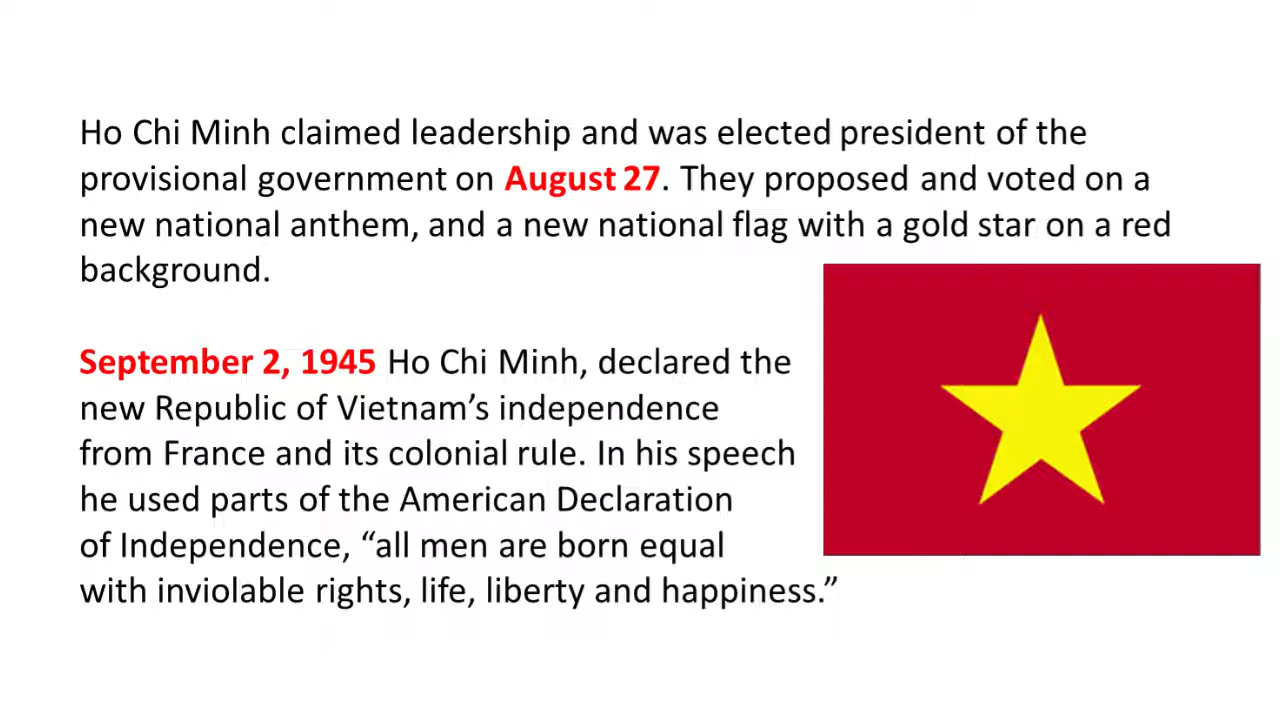 Ho Chi Minh claimed leadership and was elected president of the
provisional government on August 27. They proposed and voted on a
new national anthem, and a new national flag with a gold star on a red
background.
September 2, 1945 Ho Chi Minh, declared the
new Republic of Vietnam’s independence
from France and its colonial rule. In his speech
he used parts of the American Declaration
of Independence, “all men are born equal
with inviolable rights, life, liberty and happiness.”